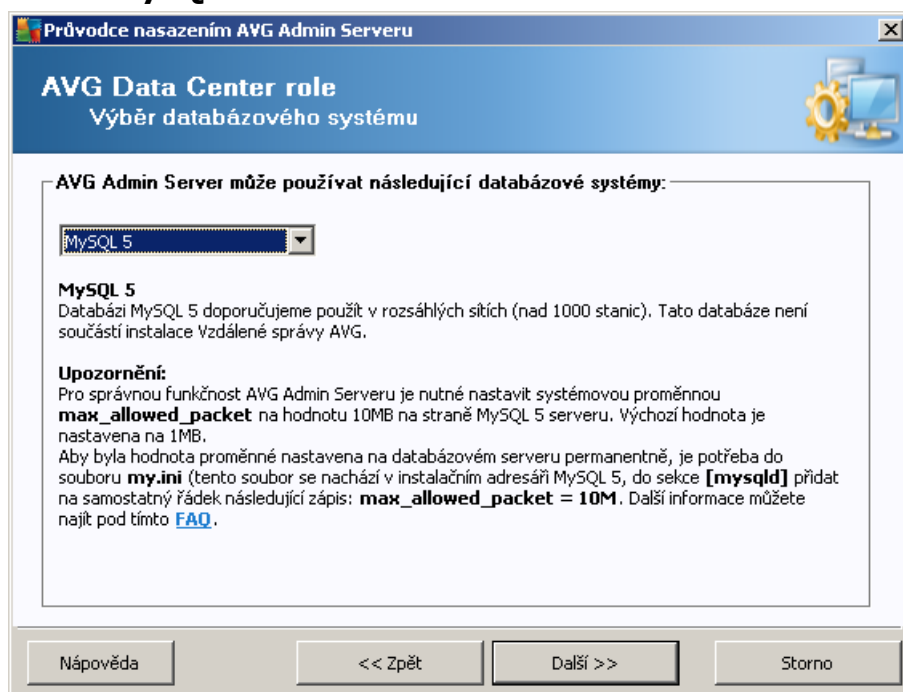 Průvodce nasazením AVG Admin Serveru
AVG Data Center role
Výběr databázového systému
AVG Admin Server může používat následující databázové systémy:
MySQL 5
MySQL 5
Databázi MySQL 5 doporučujeme použít v rozsáhlých sítích (nad 1000 stanic). Tato databáze není
součástí instalace Vzdálené správy AVG.
Upozornění:
Pro správnou funkčnost AVG Admin Serveru je nutné nastavit systémovou proměnnou
max_allowed_packet na hodnotu 10MB na straně MySQL 5 serveru. Výchozí hodnota je
nastavena na 1MB.
Aby byla hodnota proměnné nastavena na databázovém serveru permanentně, je potřeba do
souboru my.ini (tento soubor se nachází v instalačním adresáři MySQL 5, do sekce [mysqld] přidat
na samostatný řádek následující zápis: max_allowed_packet = 10M. Další informace můžete
najít pod tímto FAQ.
Nápověda
<< Zpět
Další >>
Storno